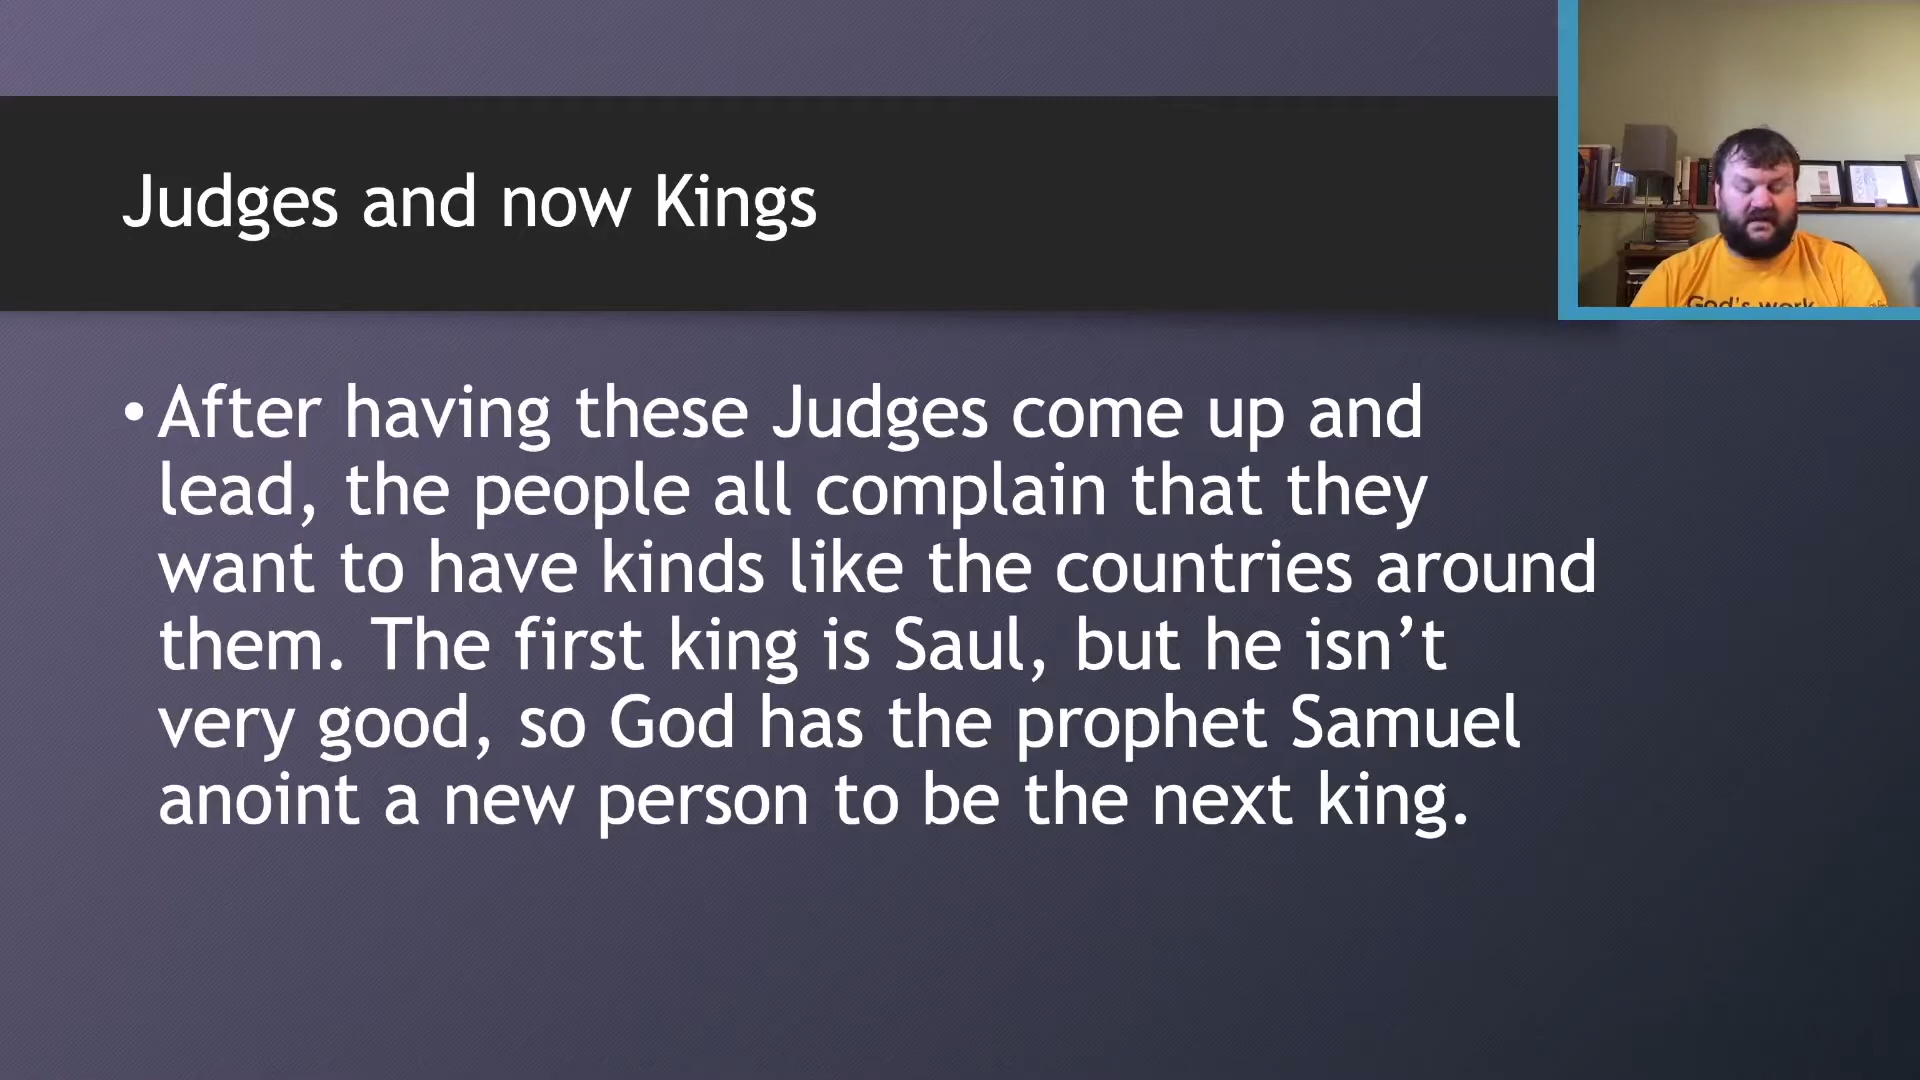 Judges and now Kings
• After having these Judges come up and
lead, the people all complain that they
want to have kinds like the countries around
them. The first king is Saul, but he isn’t
very good, so God has the prophet Samuel
anoint a new person to be the next king.
God's work